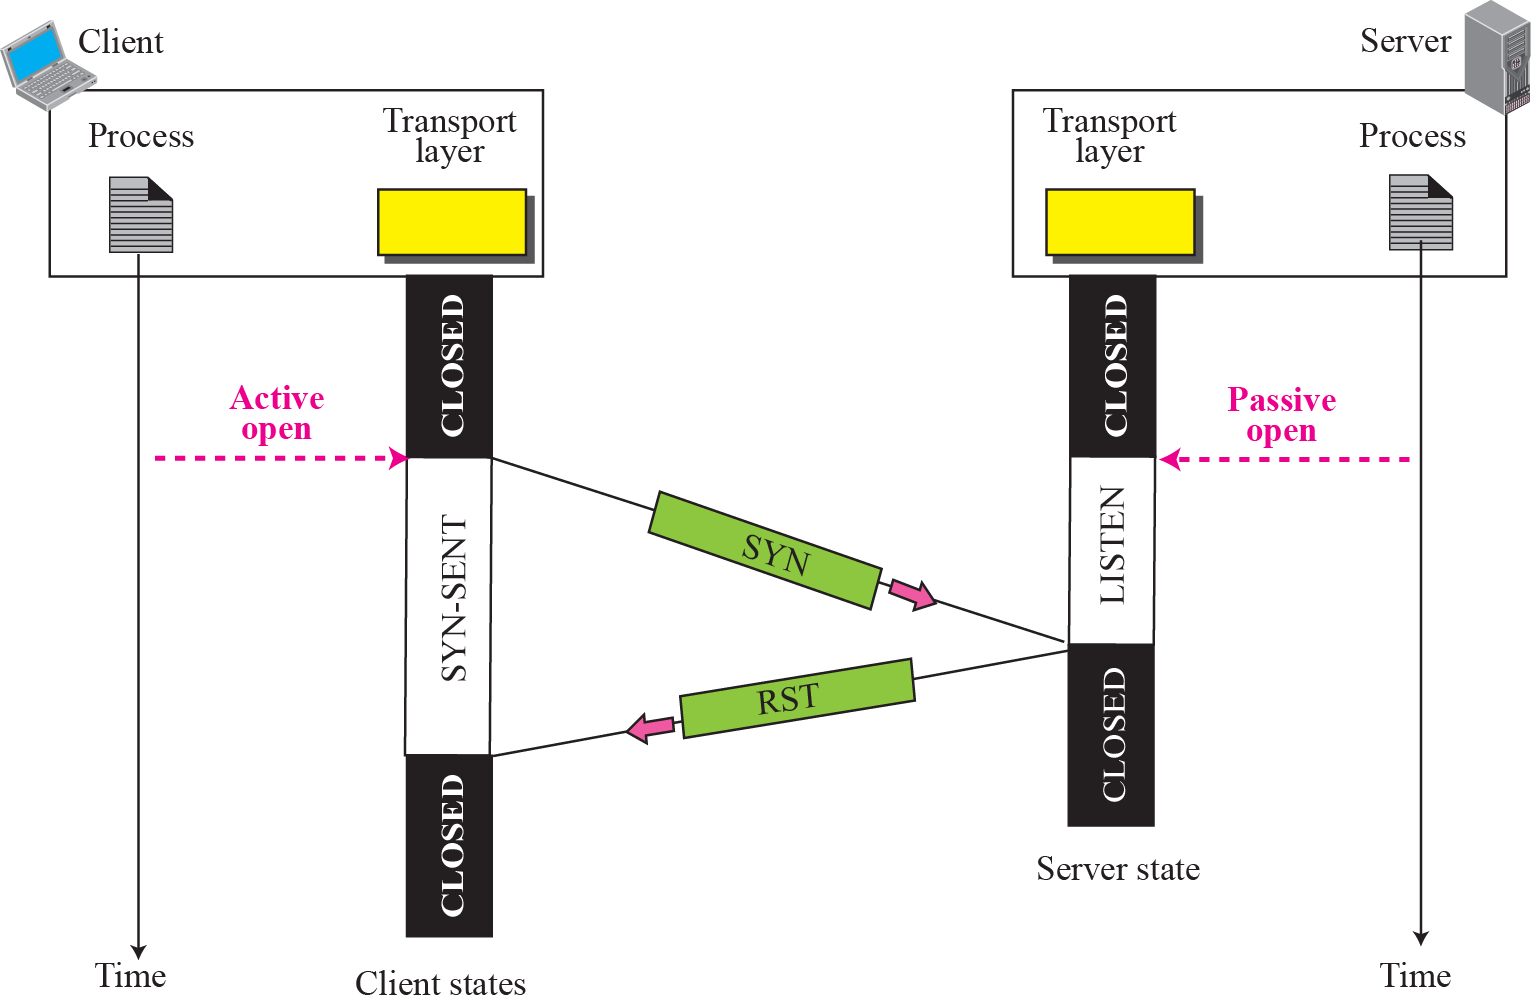 Client
Server
Process
Transport
layer
Transport
layer
Process
CLOSED
CLOSED
Active
open
Passive
open
SYN-SENT
SYN
LISTEN
RST
CLOSED
CLOSED
Server state
Time
Client states
Time